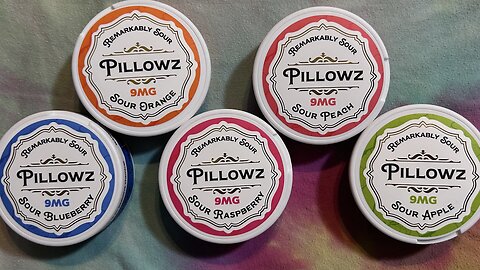 REMARKABLY SOUR
PILLOWZ
9MG
SOUR ORANGE
REMARKABLY SOUR
PILLOWZ
9MG
SOUR PEACH
REMARKABLY SOUR
PILLOWZ
9MG
SOUR BLUEBERRY
REMARKABLY SOUR
PILLOWZ
9MG
SOUR RASPBERRY
REMARKABLY SOUR
PILLOWZ
9MG
SOUR APPLE